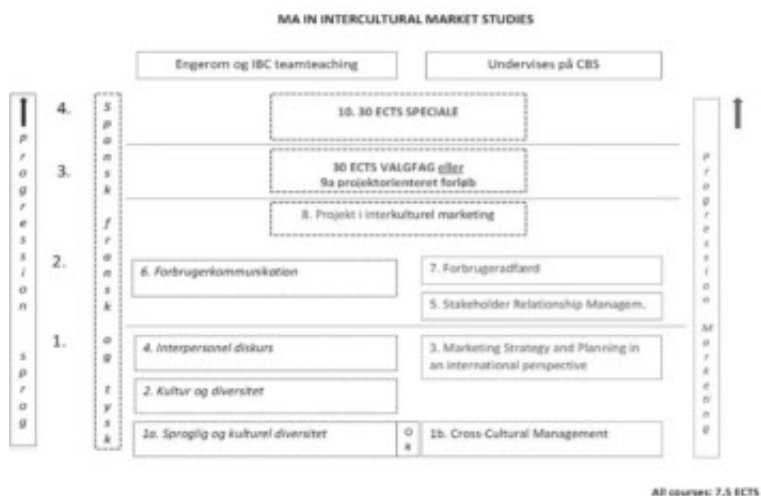 MA IN INTERCULTURAL MARKET STUDIES
Engerom og IBC teamteaching
Undervises på CBS
4.
10. 30 ECTS SPECIALE
3.
30 ECTS VALGFAG eller
9a projektorienteret forløb
8. Projekt i interkulturel marketing
2.
6. Forbrugerkommunikation
7. Forbrugeradfærd
5. Stakeholder Relationship Managem.
1.
4. Interpersonel diskurs
3. Marketing Strategy and Planning in
an international perspective
2. Kultur og diversitet
1a. Sproglig og kulturel diversitet
1b. Cross-Cultural Management
Progression sprog
Spansk fransk og tysk
Progression Marketing
All courses: 7,5 ECTS